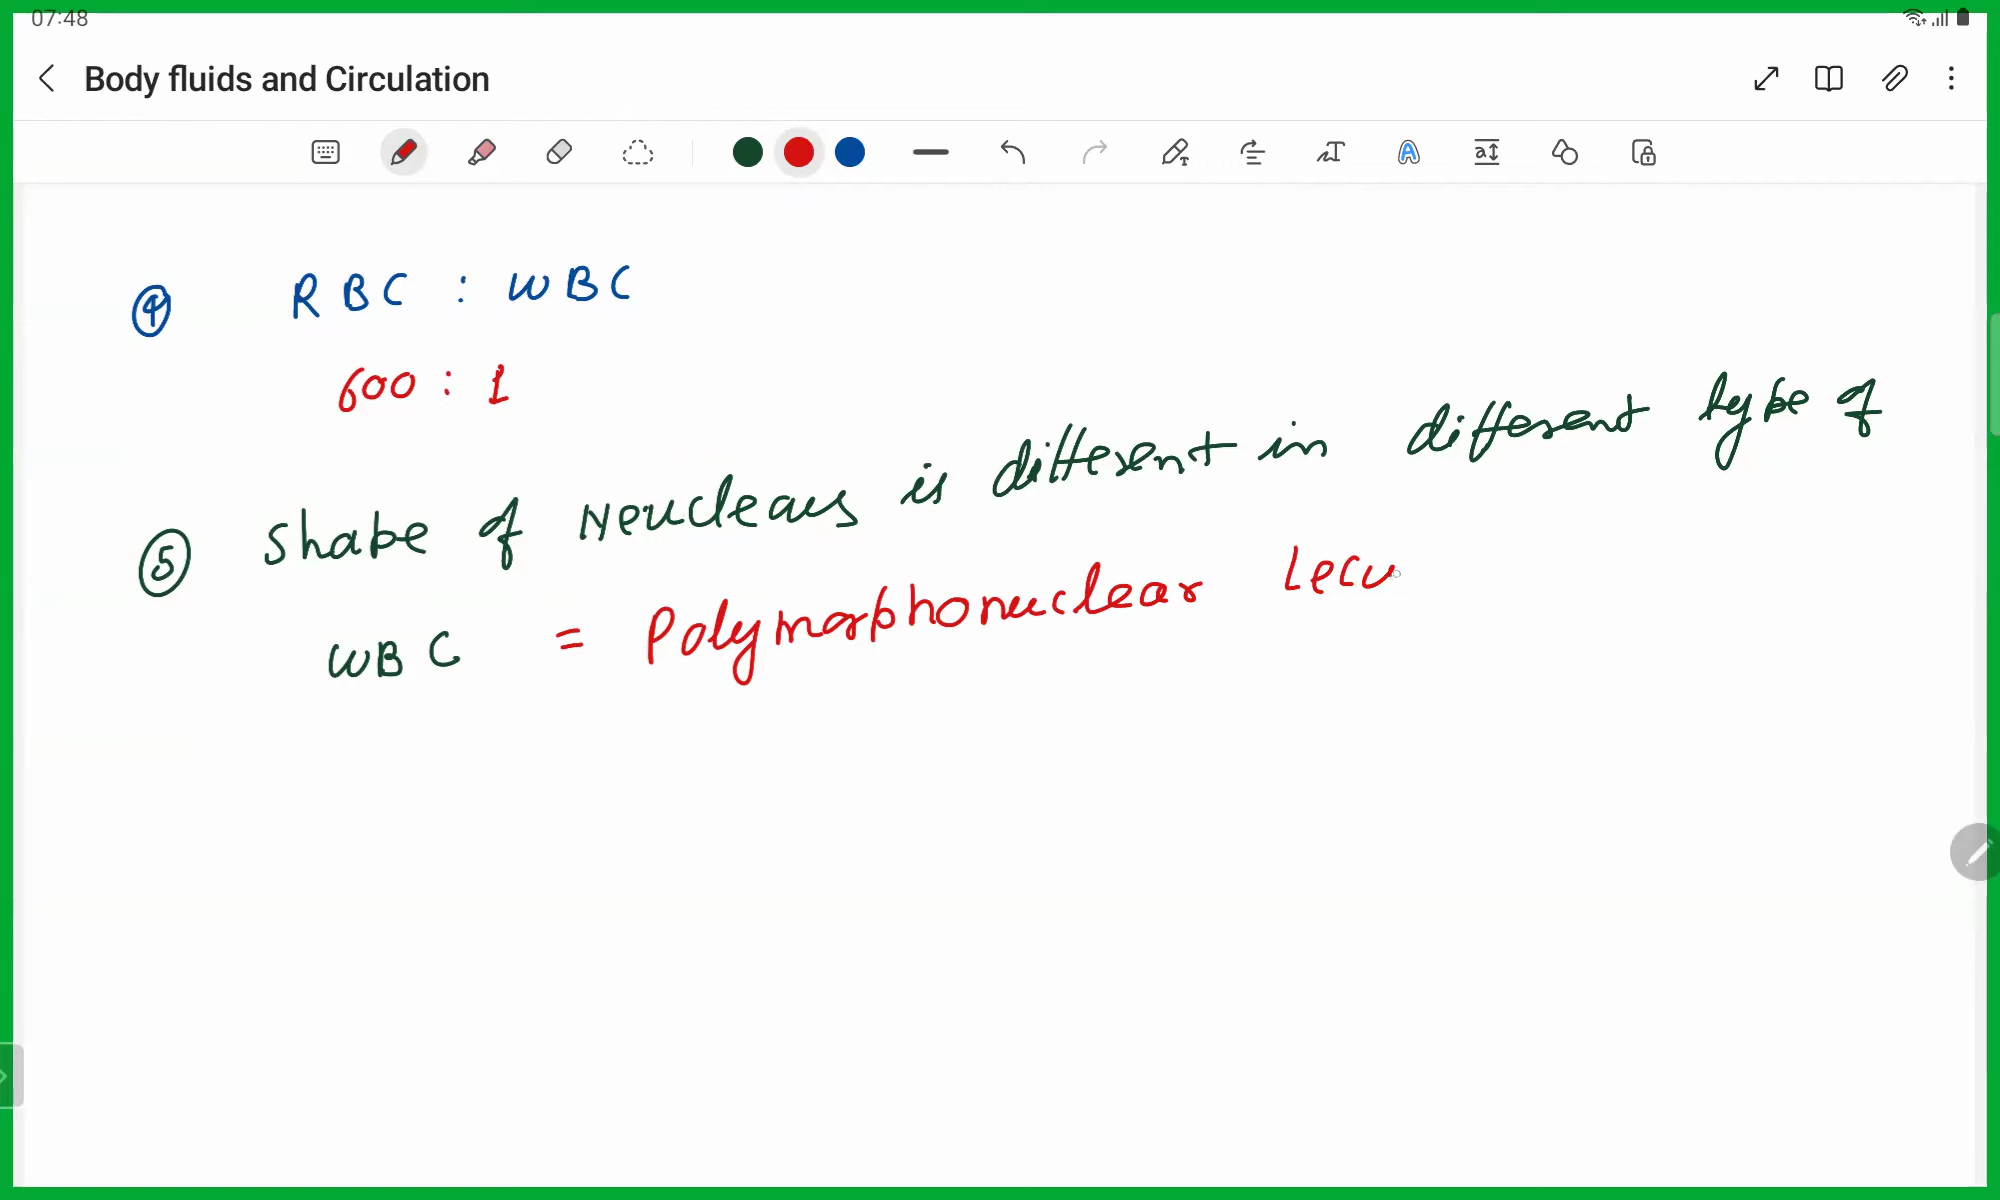 07:48
Body fluids and Circulation
④ RBC : WBC
600 : 1
⑤ Shape of Neucleaus is different in different type of
WBC = Polymorphonuclear Lecu